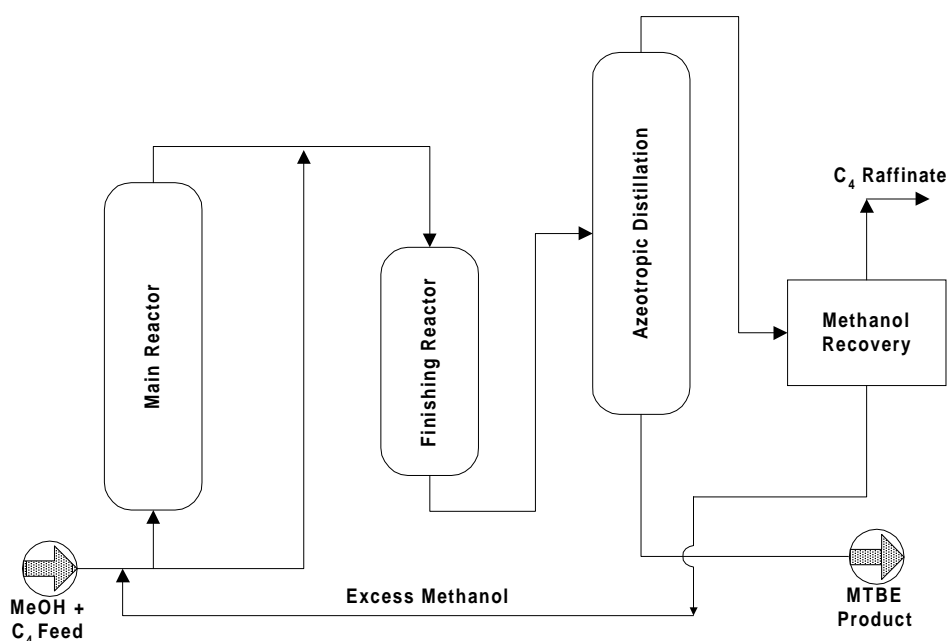 Main Reactor
Finishing Reactor
Azeotropic Distillation
C4 Raffinate
Methanol
Recovery
MeOH +
C4 Feed
Excess Methanol
MTBE
Product